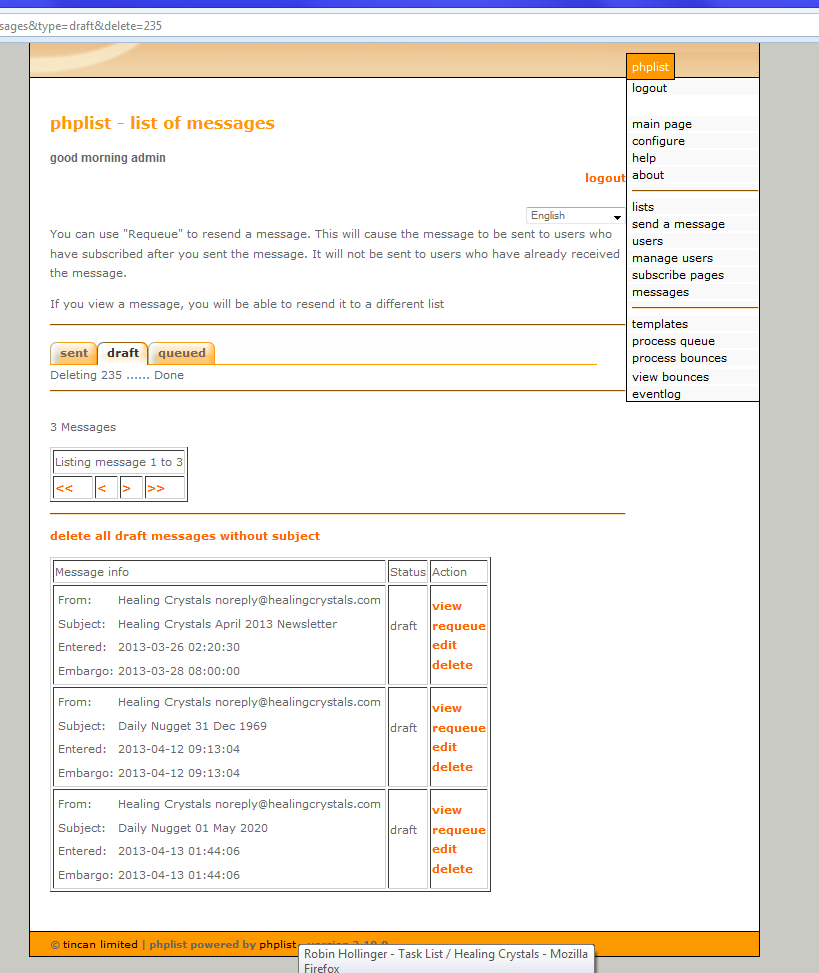 sages&type=draft&delete=235
phplist
logout
main page
configure
help
about
lists
send a message
users
manage users
subscribe pages
messages
templates
process queue
process bounces
view bounces
eventlog
phplist - list of messages
good morning admin
logout
English
You can use "Requeue" to resend a message. This will cause the message to be sent to users who
have subscribed after you sent the message. It will not be sent to users who have already received
the message.
If you view a message, you will be able to resend it to a different list
sent draft queued
Deleting 235 ...... Done
3 Messages
Listing message 1 to 3
<< < > >>
delete all draft messages without subject
Message info Status Action
From: Healing Crystals noreply@healingcrystals.com
Subject: Healing Crystals April 2013 Newsletter
Entered: 2013-03-26 02:20:30
Embargo: 2013-03-28 08:00:00
draft
view
requeue
edit
delete
From: Healing Crystals noreply@healingcrystals.com
Subject: Daily Nugget 31 Dec 1969
Entered: 2013-04-12 09:13:04
Embargo: 2013-04-12 09:13:04
draft
view
requeue
edit
delete
From: Healing Crystals noreply@healingcrystals.com
Subject: Daily Nugget 01 May 2020
Entered: 2013-04-13 01:44:06
Embargo: 2013-04-13 01:44:06
draft
view
requeue
edit
delete
© tincan limited | phplist powered by phplist
Robin Hollinger - Task List / Healing Crystals - Mozilla
Firefox